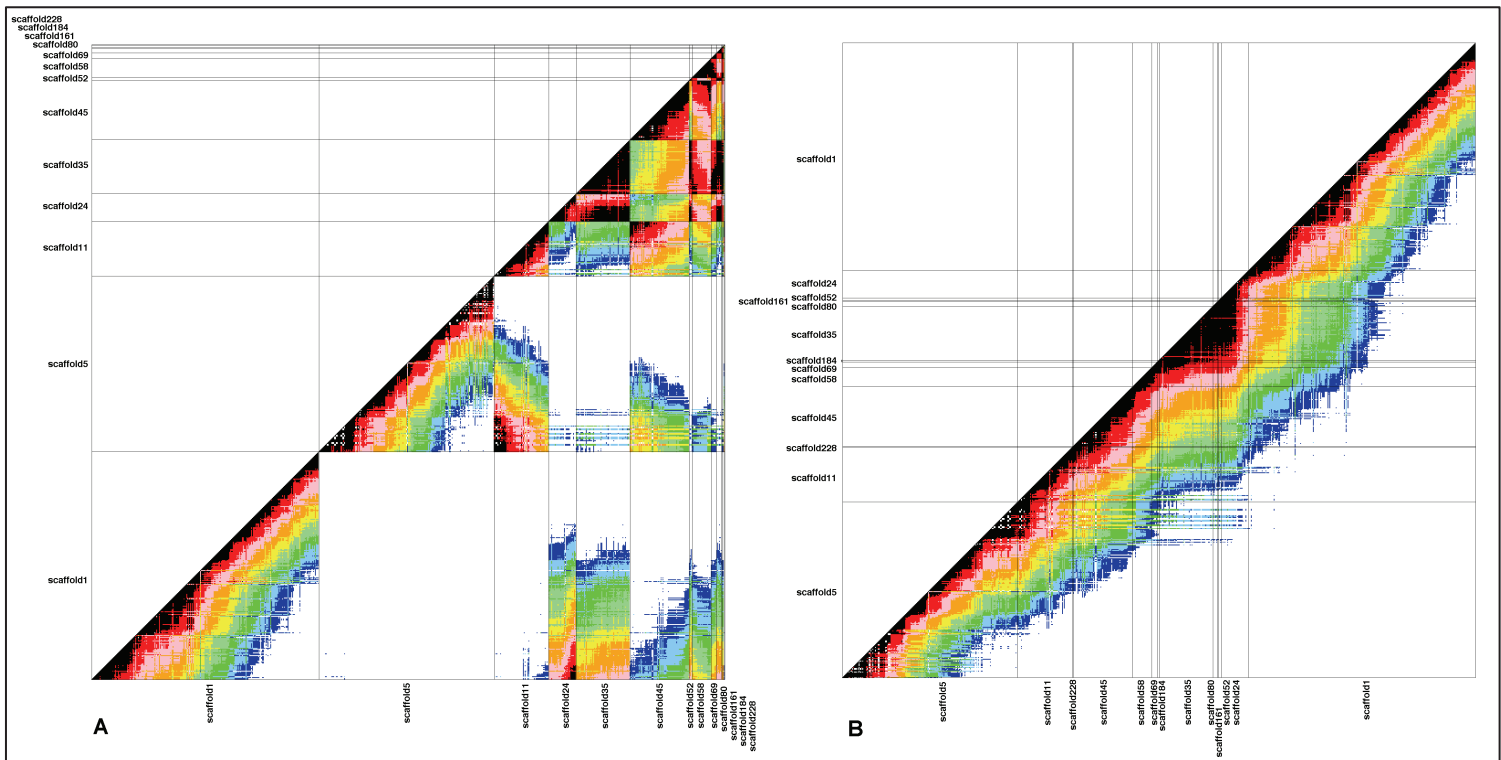 scaffold228
scaffold184
scaffold161
scaffold80
scaffold69
scaffold58
scaffold52
scaffold45
scaffold35
scaffold24
scaffold11
scaffold5
scaffold1
scaffold1
scaffold5
scaffold11
scaffold24
scaffold35
scaffold45
scaffold52
scaffold58
scaffold69
scaffold80
scaffold161
scaffold184
scaffold228
A
scaffold1
scaffold24
scaffold52
scaffold161
scaffold80
scaffold35
scaffold184
scaffold69
scaffold58
scaffold45
scaffold228
scaffold11
scaffold5
scaffold5
scaffold11
scaffold228
scaffold45
scaffold58
scaffold69
scaffold184
scaffold35
scaffold80
scaffold161
scaffold52
scaffold24
scaffold1
B